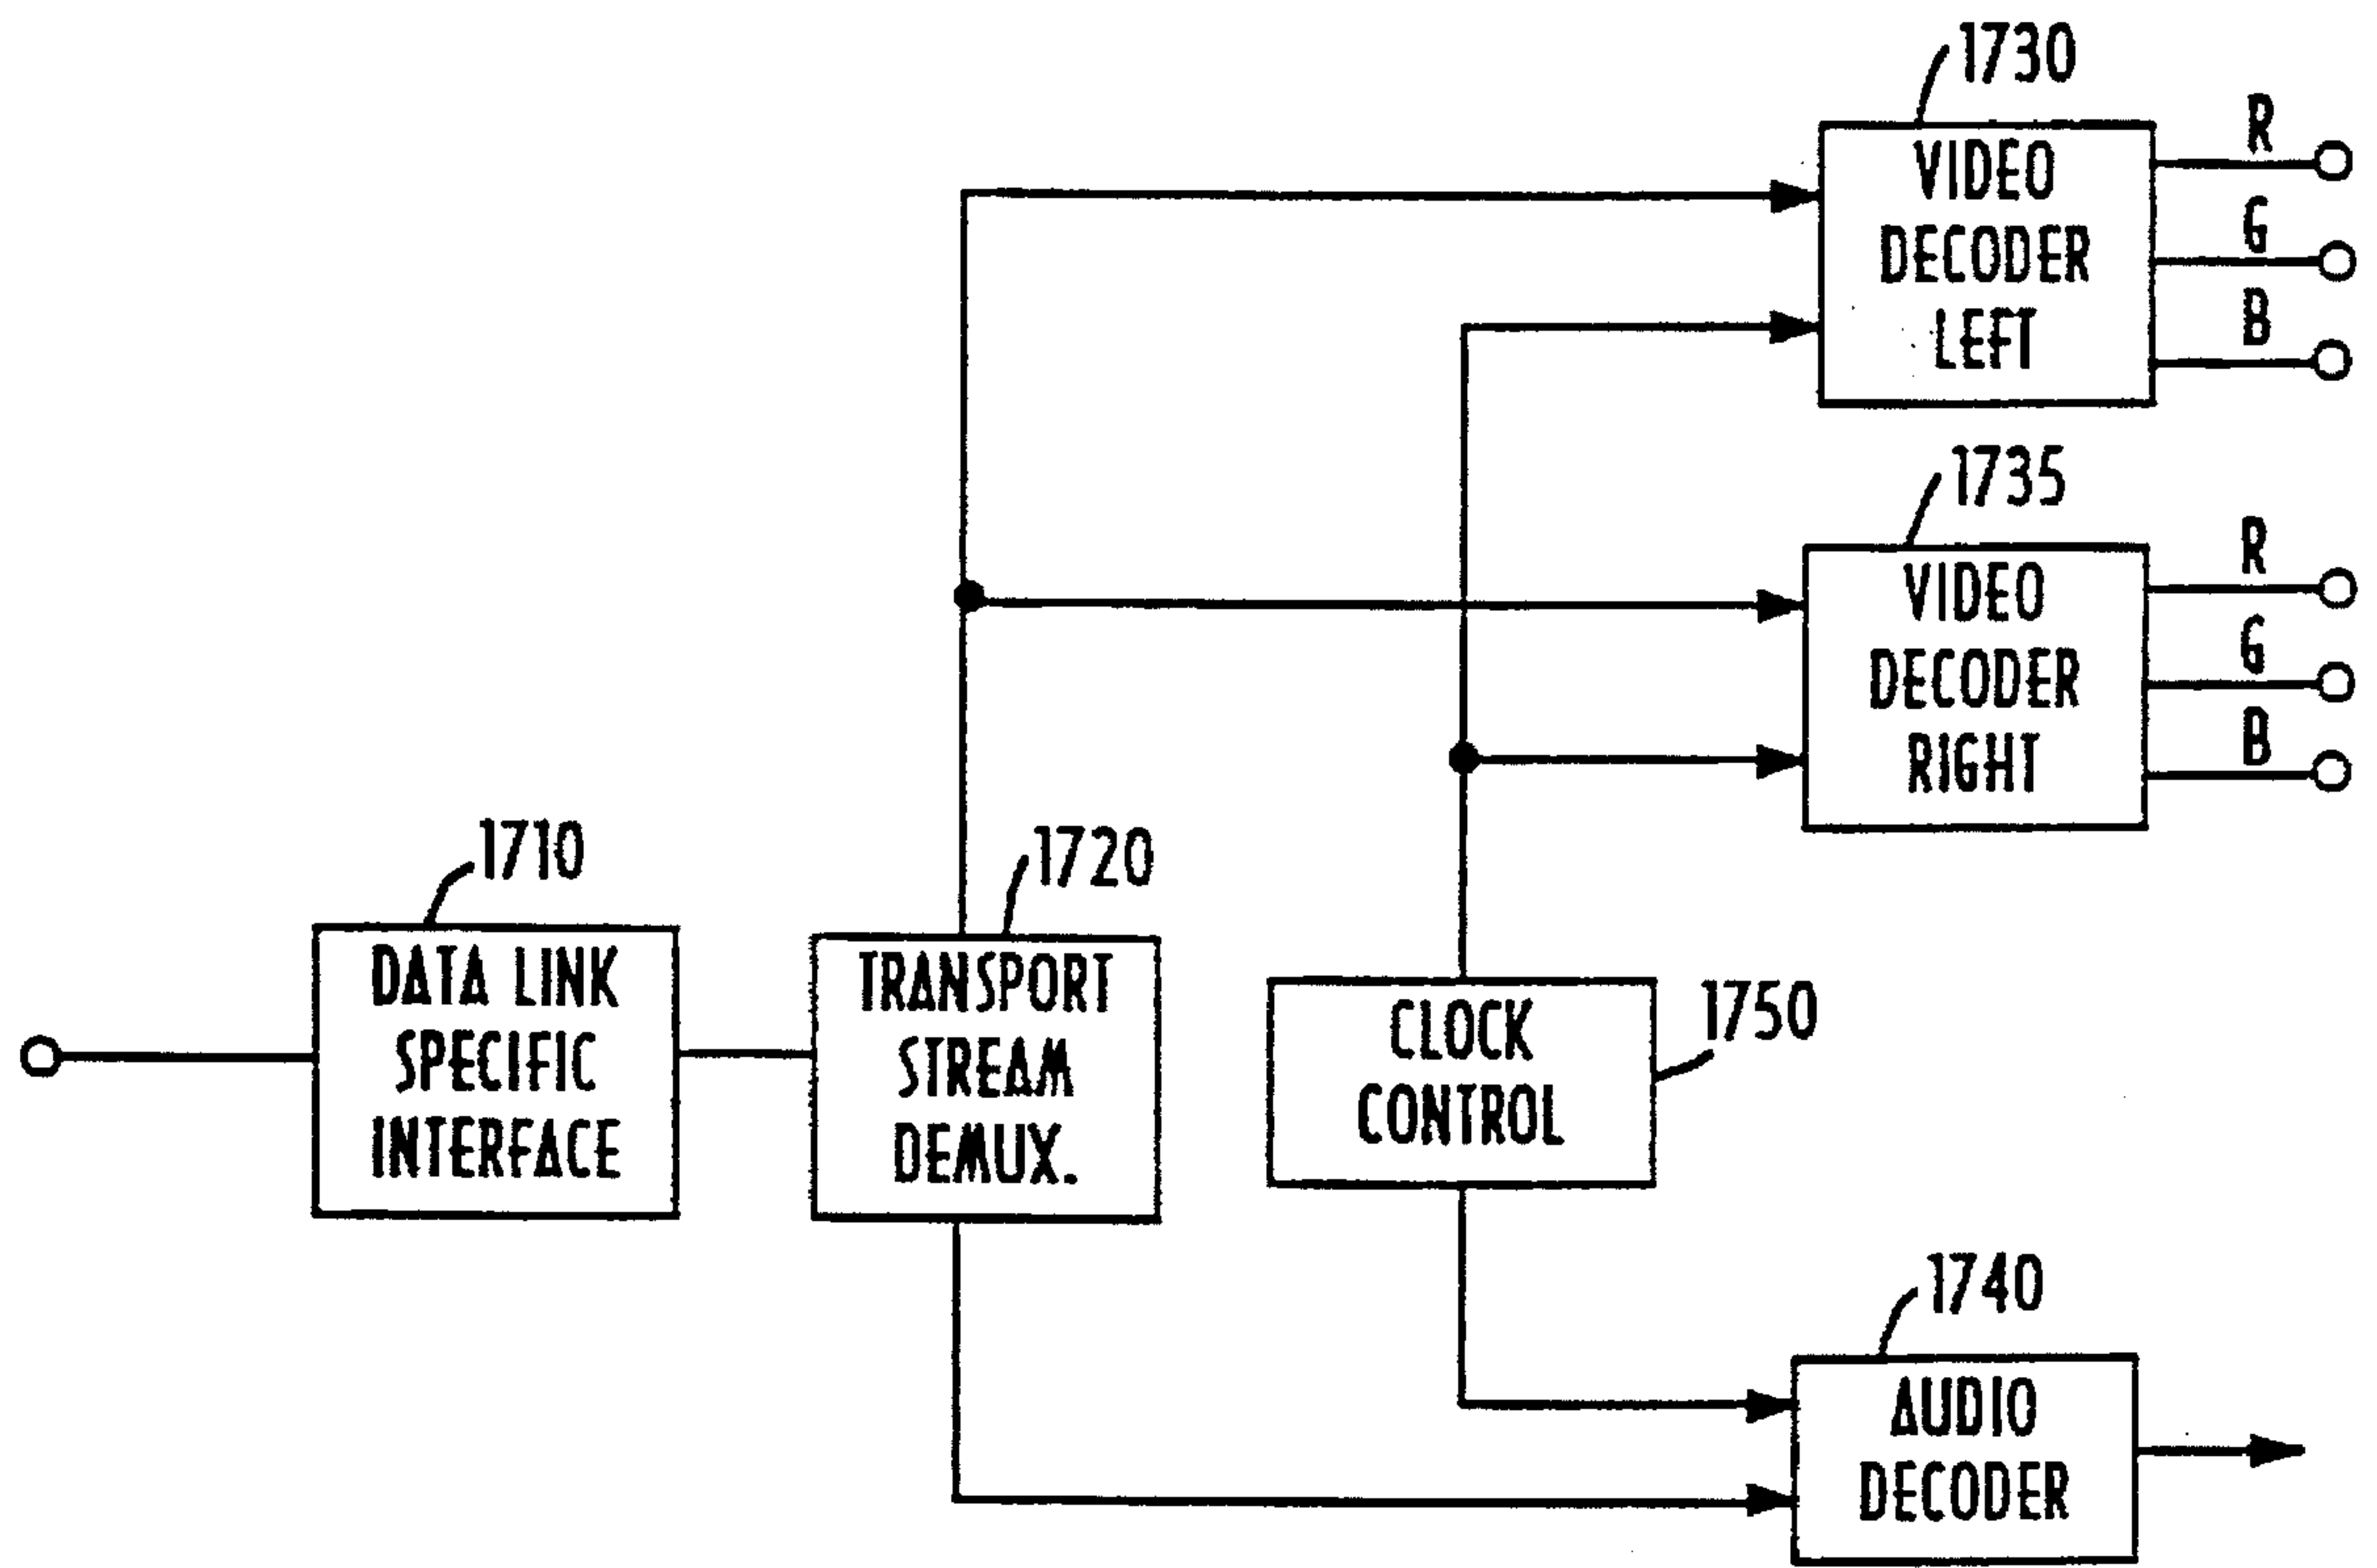 1730
VIDEO
DECODER
LEFT
R
G
B
1735
VIDEO
DECODER
RIGHT
R
G
B
1710
DATA LINK
SPECIFIC
INTERFACE
1720
TRANSPORT
STREAM
DEMUX.
CLOCK
CONTROL
1750
1740
AUDIO
DECODER